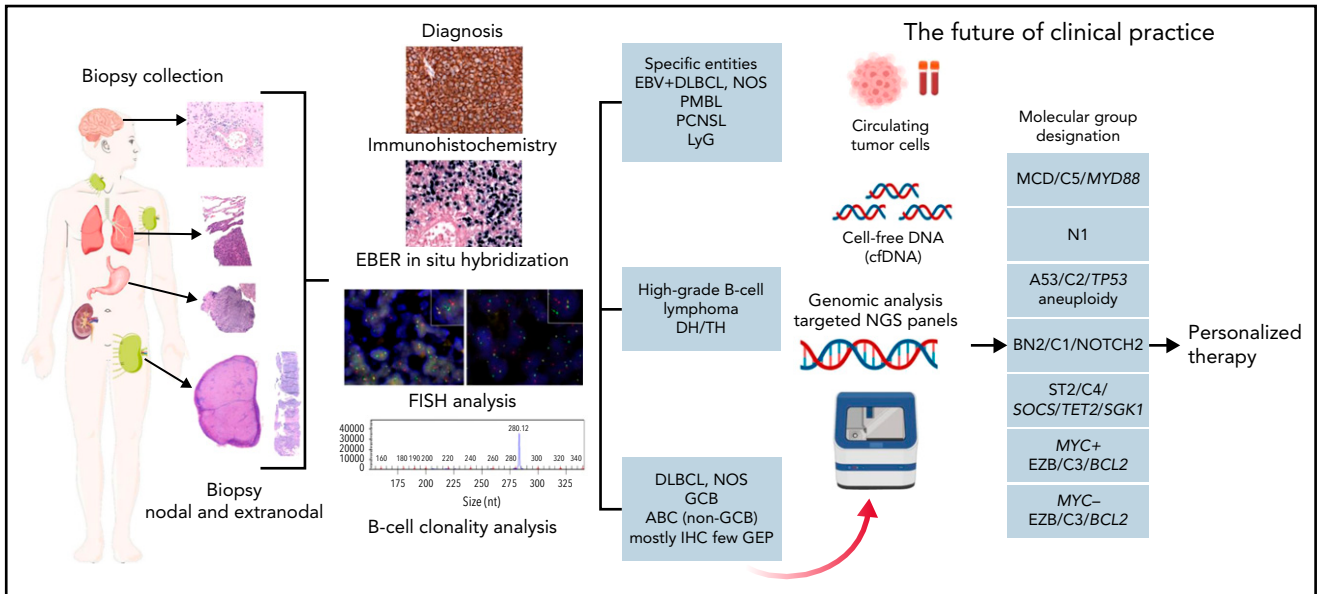 The future of clinical practice
Biopsy collection
Biopsy
nodal and extranodal
Diagnosis
Immunohistochemistry
EBER in situ hybridization
FISH analysis
280.12
40000
30000
20000
10000
0
160 180 190 200 220 240 260 280 300 320 340
175 200 225 250 275 300 325
Size (nt)
B-cell clonality analysis
Specific entities
EBV+DLBCL, NOS
PMBL
PCNSL
LyG
High-grade B-cell
lymphoma
DH/TH
DLBCL, NOS
GCB
ABC (non-GCB)
mostly IHC few GEP
Circulating
tumor cells
Cell-free DNA
(cfDNA)
Genomic analysis
targeted NGS panels
Molecular group
designation
MCD/C5/MYD88
N1
A53/C2/TP53
aneuploidy
BN2/C1/NOTCH2
ST2/C4/
SOCS/TET2/SGK1
MYC+
EZB/C3/BCL2
MYC–
EZB/C3/BCL2
Personalized
therapy